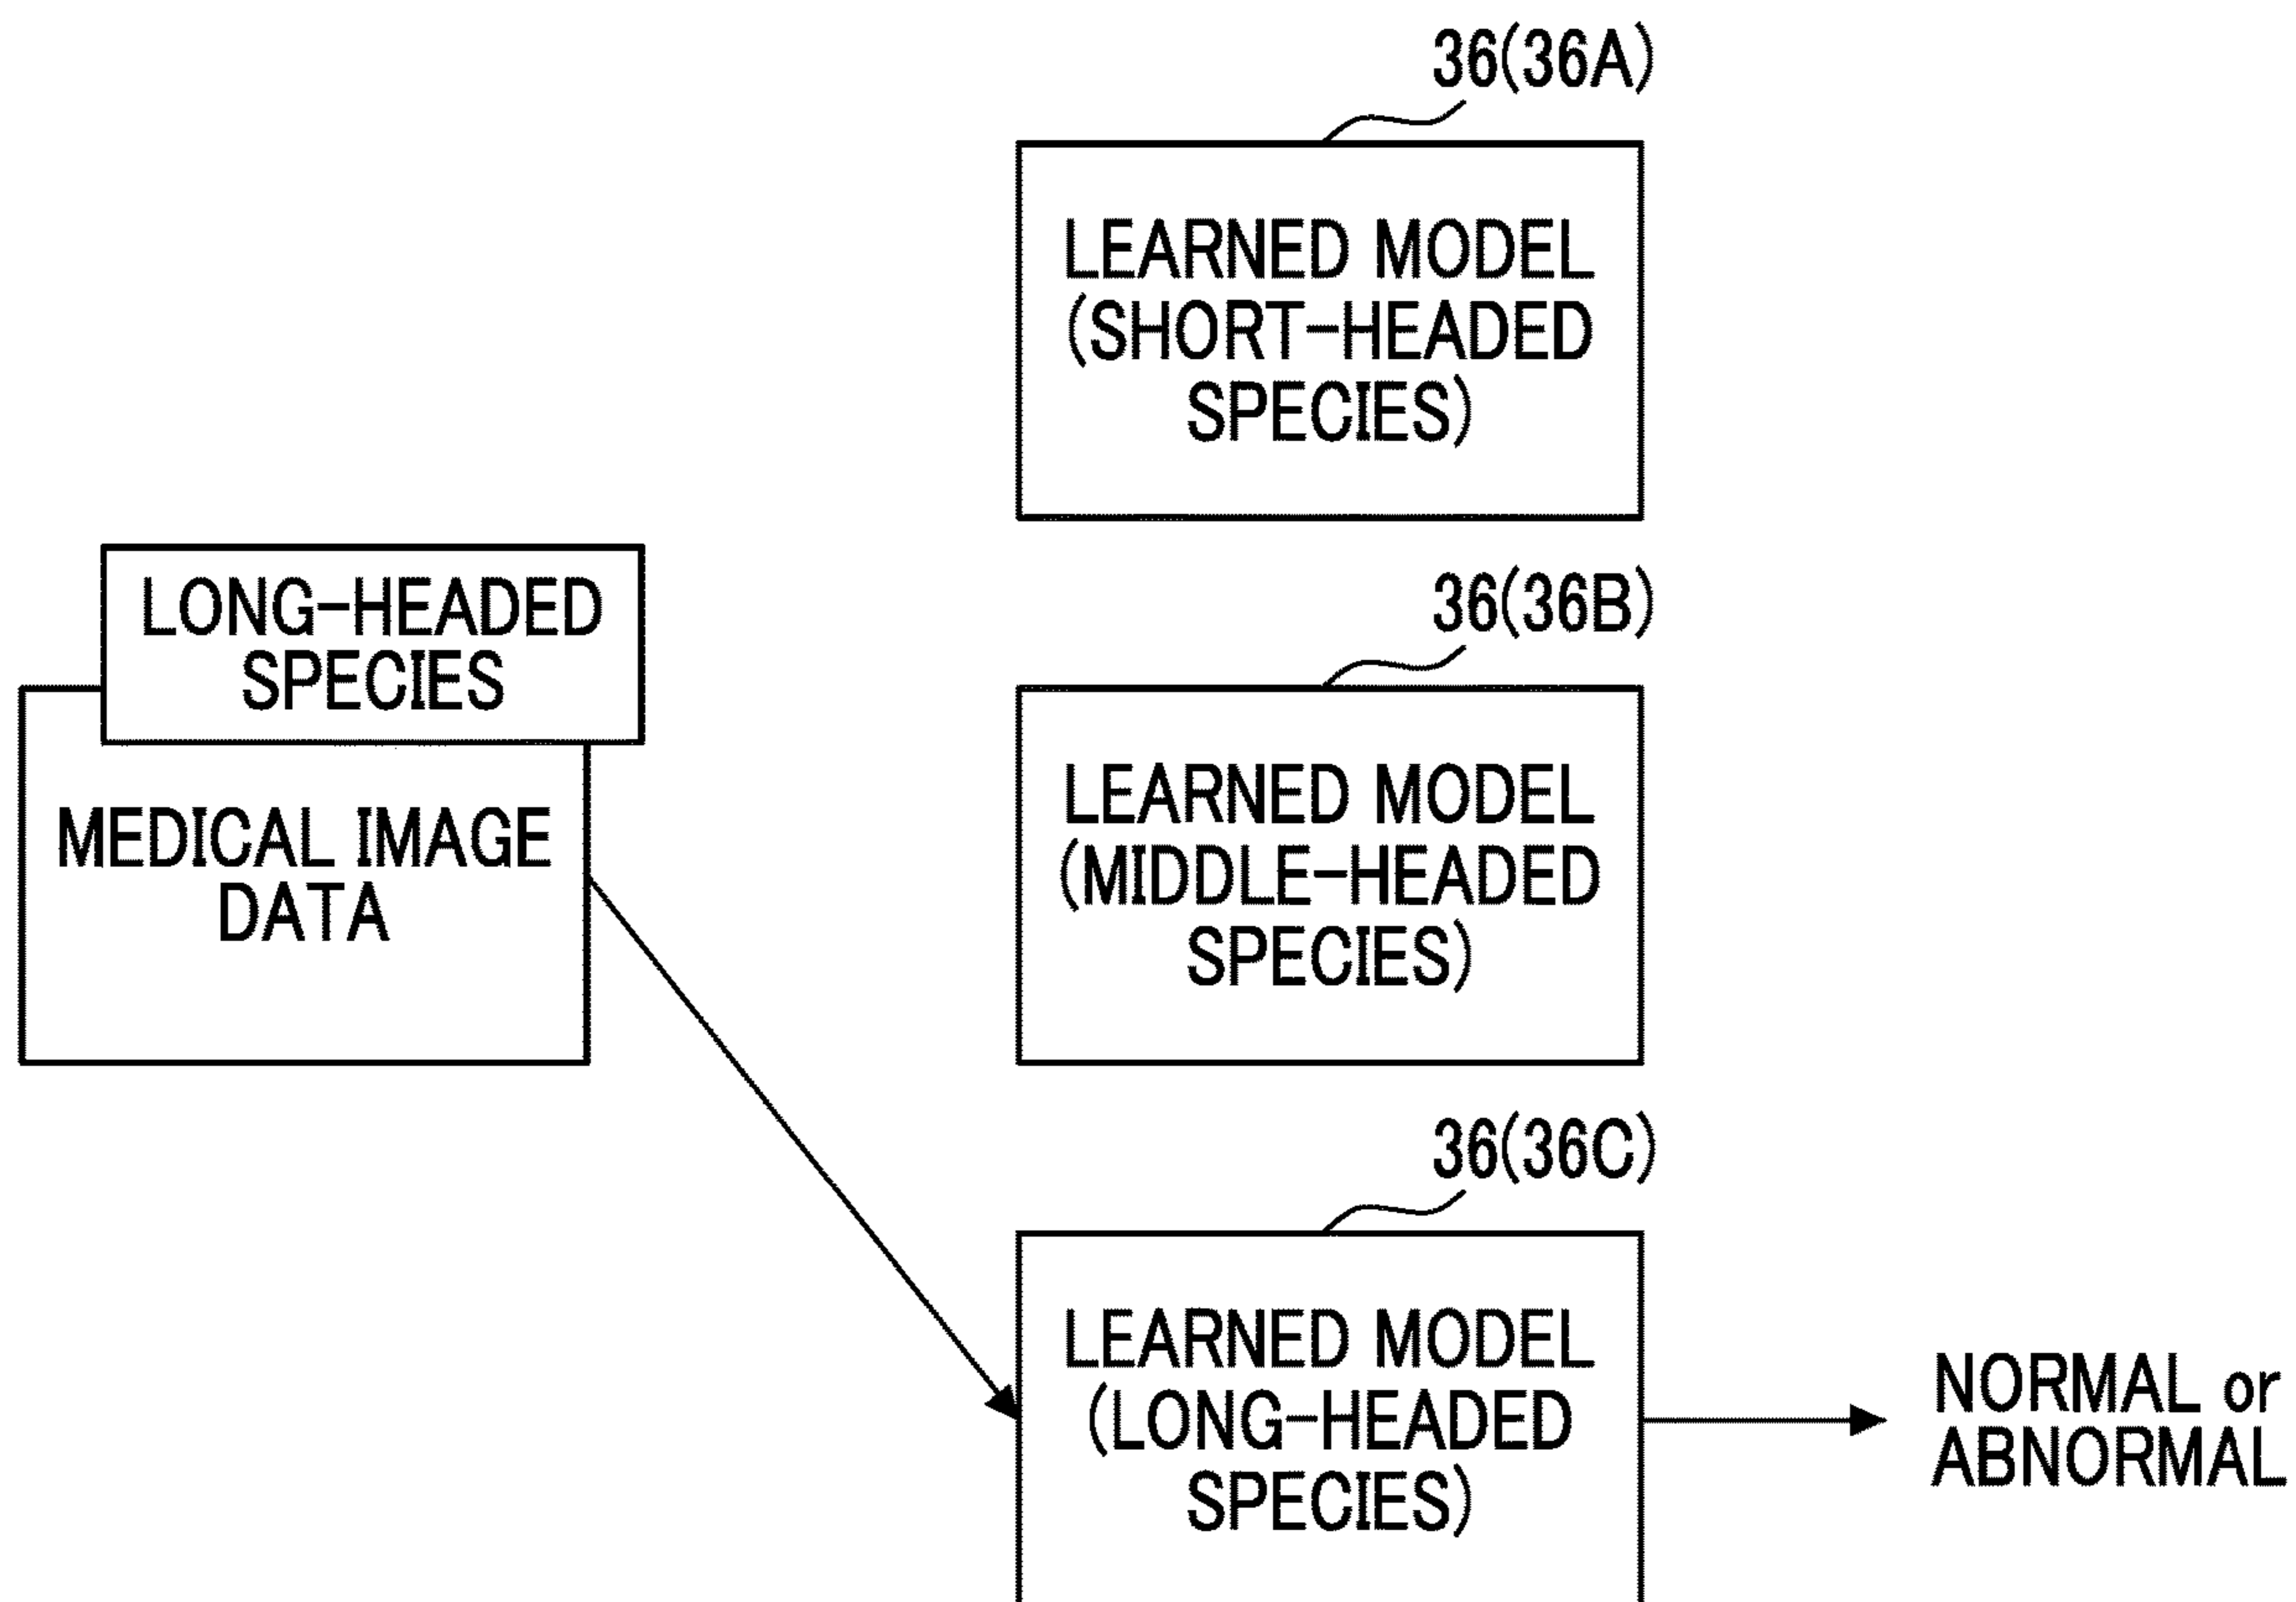 36(36A)
LEARNED MODEL
(SHORT-HEADED
SPECIES)
LONG-HEADED
SPECIES
MEDICAL IMAGE
DATA
36(36B)
LEARNED MODEL
(MIDDLE-HEADED
SPECIES)
36(36C)
LEARNED MODEL
(LONG-HEADED
SPECIES)
NORMAL or
ABNORMAL